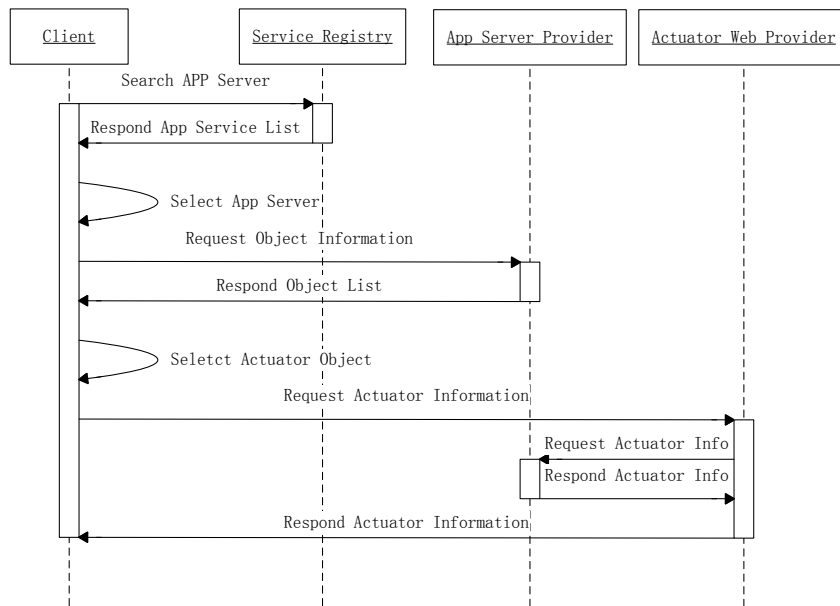 Client
Service Registry
App Server Provider
Actuator Web Provider
Search APP Server
Respond App Service List
Select App Server
Request Object Information
Respond Object List
Seletct Actuator Object
Request Actuator Information
Request Actuator Info
Respond Actuator Info
Respond Actuator Information